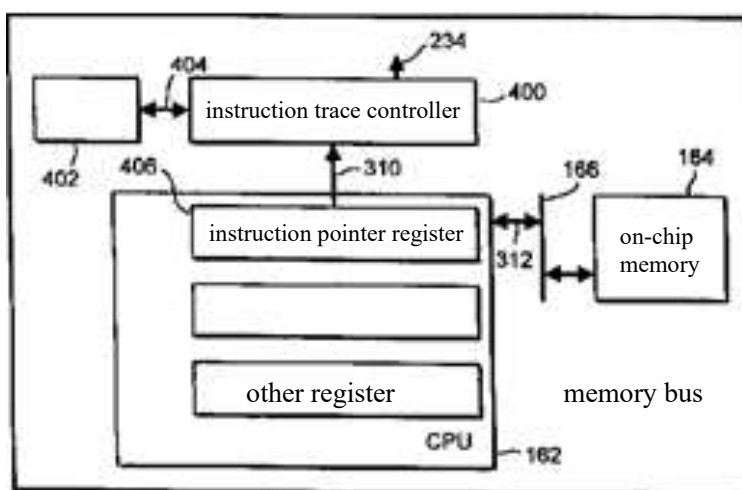 234
404
instruction trace controller
400
402
406
310
166
164
instruction pointer register
312
on-chip
memory
other register
memory bus
CPU
162